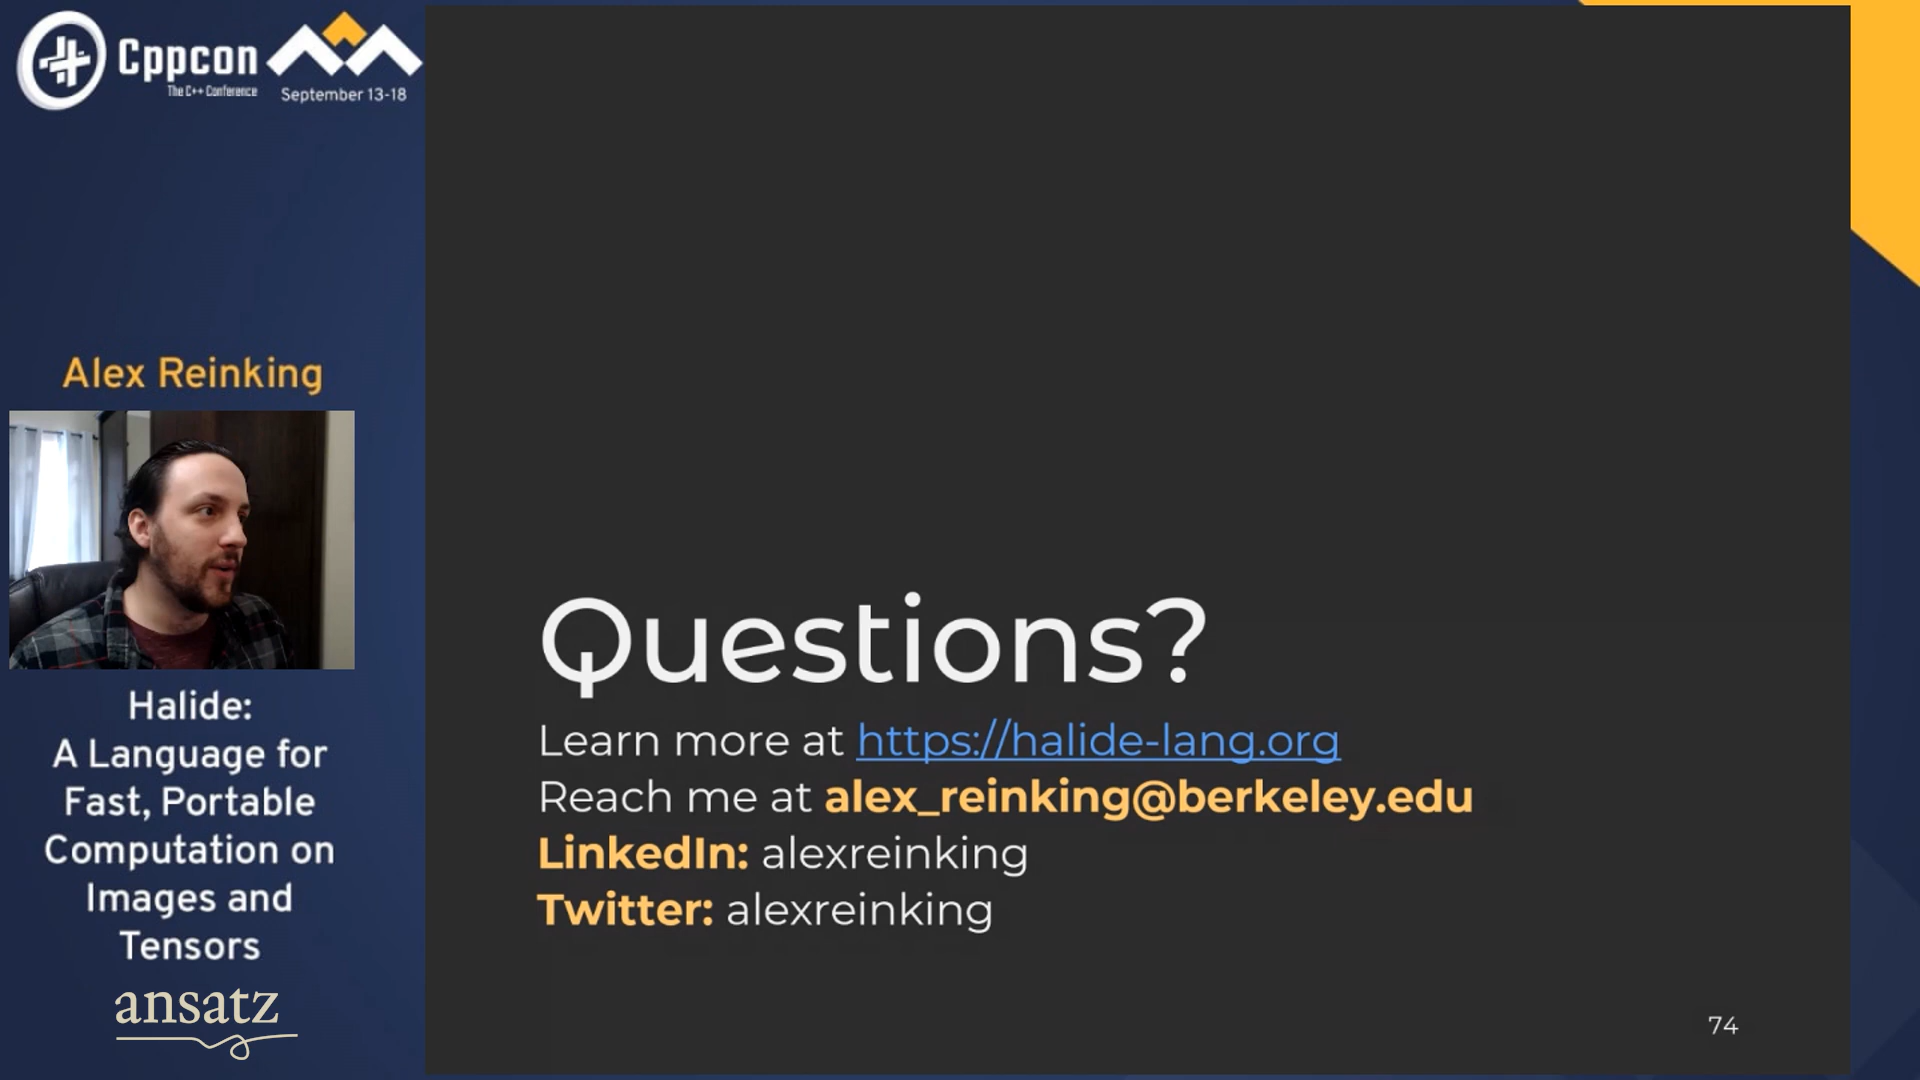 Cppcon
The C++ Conference
September 13-18
Alex Reinking
Halide:
A Language for
Fast, Portable
Computation on
Images and
Tensors
ansatz
Questions?
Learn more at https://halide-lang.org
Reach me at alex_reinking@berkeley.edu
LinkedIn: alexreinking
Twitter: alexreinking
74